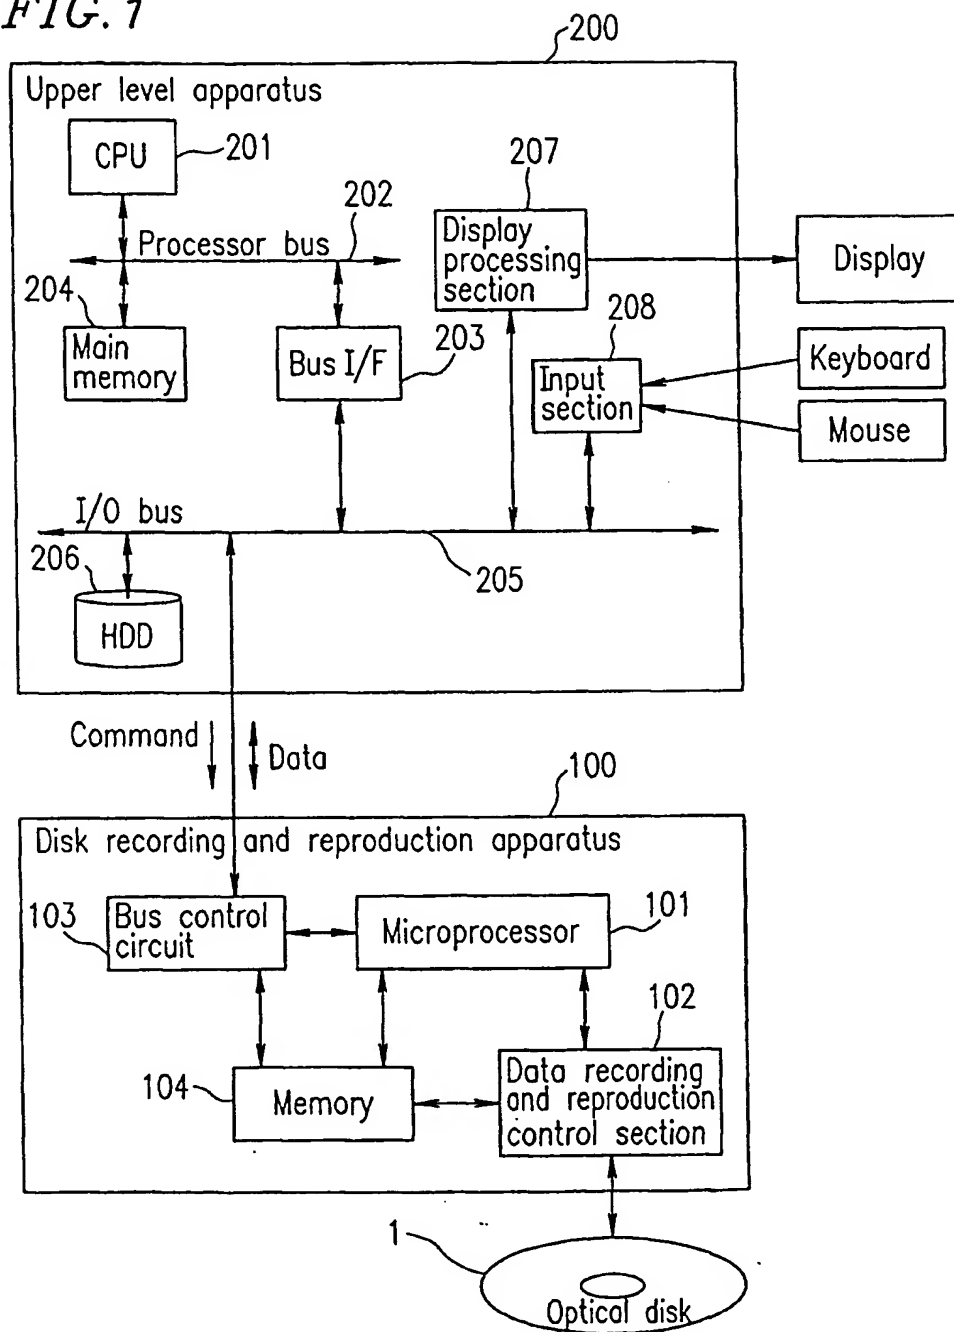 FIG. 1
200
Upper level apparatus
CPU
201
207
202
Processor bus
Display
processing
section
Display
204
Main
memory
Bus I/F
203
208
Input
section
Keyboard
Mouse
I/O bus
206
205
HDD
Command
Data
100
Disk recording and reproduction apparatus
103
Bus control
circuit
Microprocessor
101
102
104
Memory
Data recording
and reproduction
control section
1
Optical disk